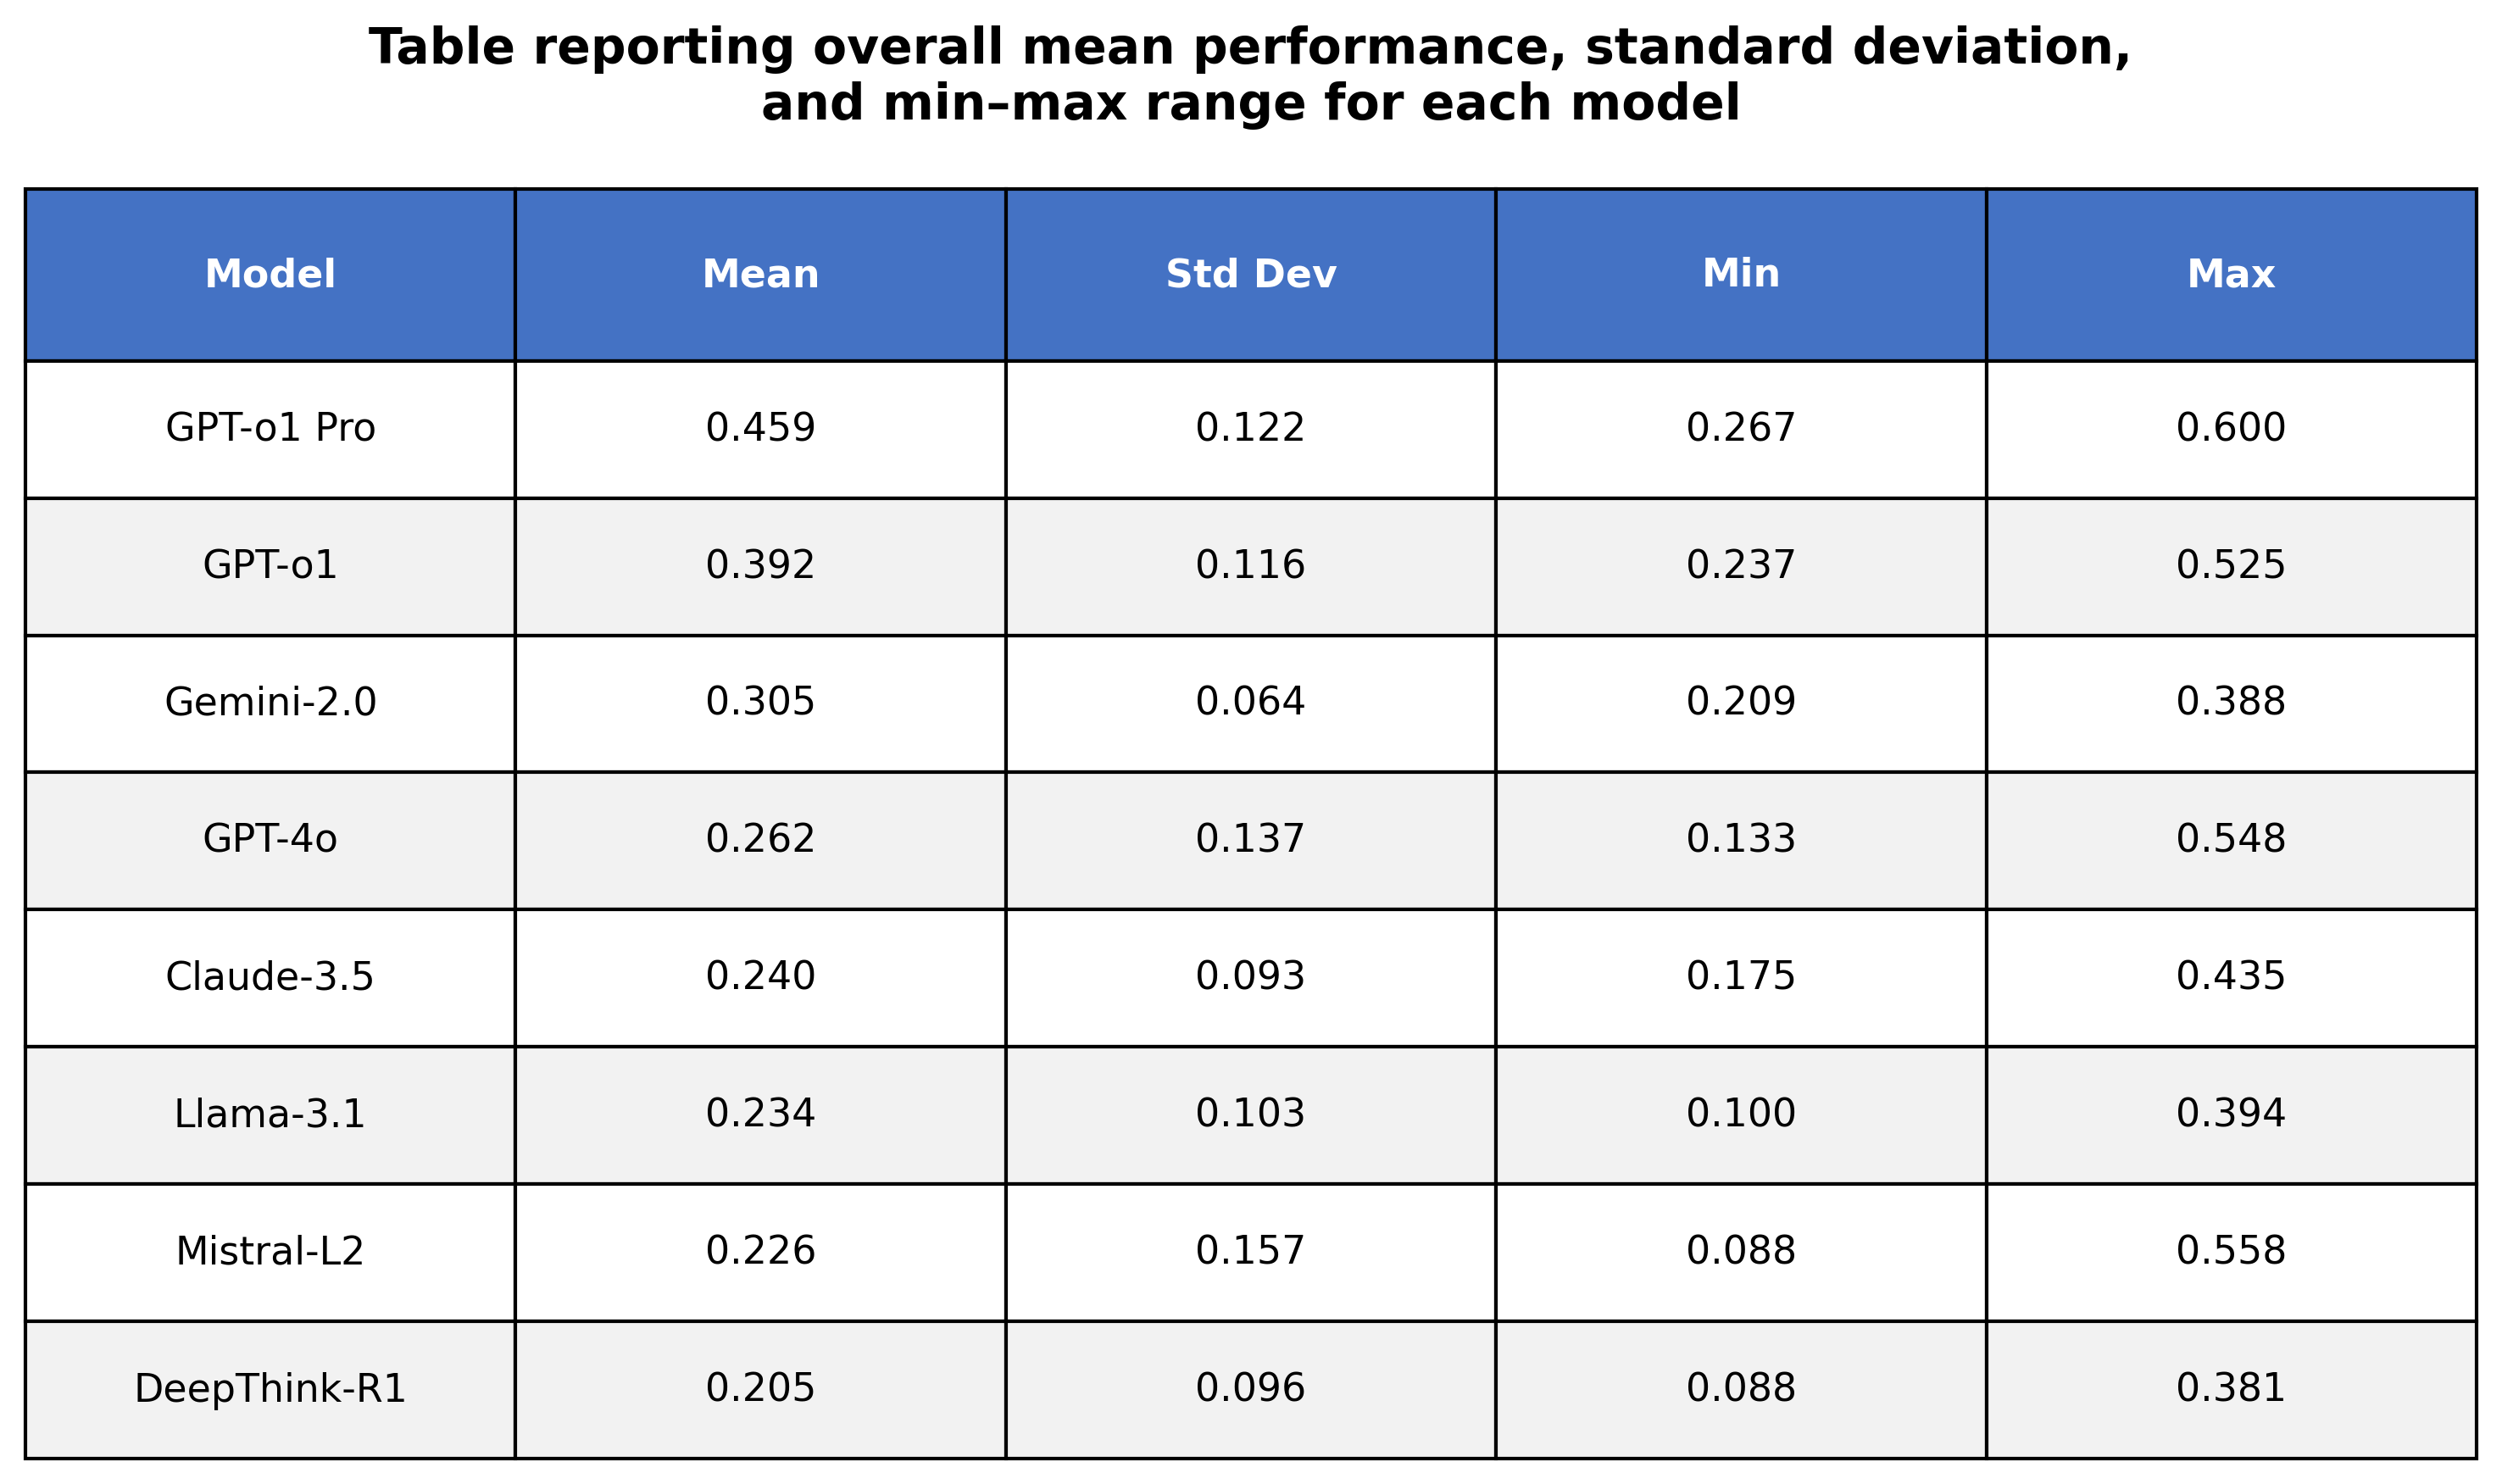 Table reporting overall mean performance, standard deviation,
and min–max range for each model
Model Mean Std Dev Min Max
GPT-o1 Pro 0.459 0.122 0.267 0.600
GPT-o1 0.392 0.116 0.237 0.525
Gemini-2.0 0.305 0.064 0.209 0.388
GPT-4o 0.262 0.137 0.133 0.548
Claude-3.5 0.240 0.093 0.175 0.435
Llama-3.1 0.234 0.103 0.100 0.394
Mistral-L2 0.226 0.157 0.088 0.558
DeepThink-R1 0.205 0.096 0.088 0.381